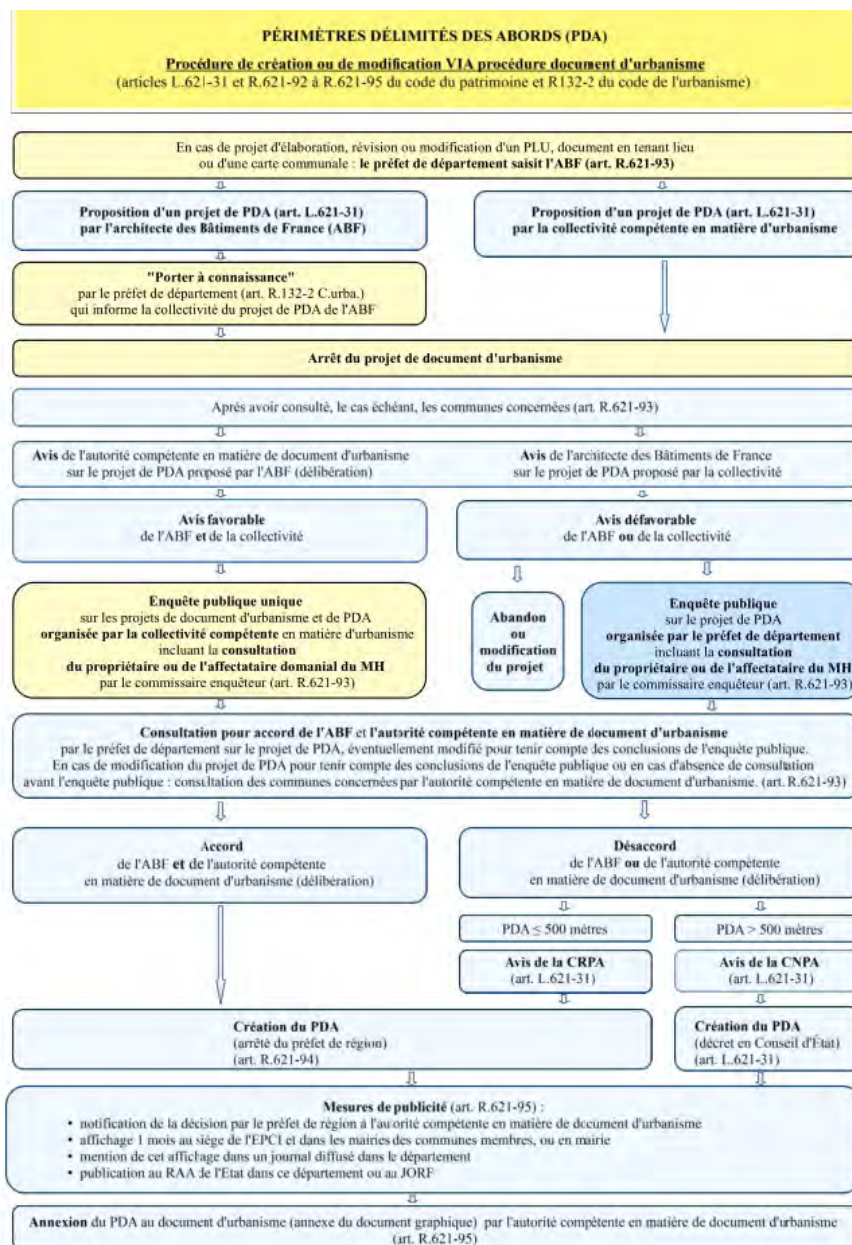 PÉRIMÈTRES DÉLIMITÉS DES ABORDS (PDA)
Procédure de création ou de modification VIA procédure document d'urbanisme
(articles L.621-31 et R.621-92 à R.621-95 du code du patrimoine et R132-2 du code de l'urbanisme)
En cas de projet d'élaboration, révision ou modification d'un PLU, document en tenant lieu
ou d'une carte communale : le préfet de département saisit l'ABF (art. R.621-93)
Proposition d'un projet de PDA (art. L.621-31)
par l'architecte des Bâtiments de France (ABF)
Proposition d'un projet de PDA (art. L.621-31)
par la collectivité compétente en matière d'urbanisme
"Porter à connaissance"
par le préfet de département (art. R.132-2 C.urba.)
qui informe la collectivité du projet de PDA de l'ABF
Arrêt du projet de document d'urbanisme
Après avoir consulté, le cas échéant, les communes concernées (art. R.621-93)
Avis de l'autorité compétente en matière de document d'urbanisme
sur le projet de PDA proposé par l'ABF (délibération)
Avis de l'architecte des Bâtiments de France
sur le projet de PDA proposé par la collectivité
Avis favorable
de l'ABF et de la collectivité
Avis défavorable
de l'ABF ou de la collectivité
Enquête publique unique
sur les projets de document d'urbanisme et de PDA
organisée par la collectivité compétente en matière d'urbanisme
incluant la consultation
du propriétaire ou de l'affectataire domanial du MH
par le commissaire enquêteur (art. R.621-93)
Abandon
ou
modification
du projet
Enquête publique
sur le projet de PDA
organisée par le préfet de département
incluant la consultation
du propriétaire ou de l'affectataire du MH
par le commissaire enquêteur (art. R.621-93)
Consultation pour accord de l'ABF et l'autorité compétente en matière de document d'urbanisme
par le préfet de département sur le projet de PDA, éventuellement modifié pour tenir compte des conclusions de l'enquête publique.
En cas de modification du projet de PDA pour tenir compte des conclusions de l'enquête publique ou en cas d'absence de consultation
avant l'enquête publique : consultation des communes concernées par l'autorité compétente en matière de document d'urbanisme. (art. R.621-93)
Accord
de l'ABF et de l'autorité compétente
en matière de document d'urbanisme (délibération)
Désaccord
de l'ABF ou de l'autorité compétente
en matière de document d'urbanisme (délibération)
PDA ≤ 500 mètres
PDA > 500 mètres
Avis de la CRPA
(art. L.621-31)
Avis de la CNPA
(art. L.621-31)
Création du PDA
(arrêté du préfet de région)
(art. R.621-94)
Création du PDA
(décret en Conseil d'État)
(art. L.621-31)
Mesures de publicité (art. R.621-95) :
• notification de la décision par le préfet de région à l'autorité compétente en matière de document d'urbanisme
• affichage 1 mois au siège de l'EPCI et dans les mairies des communes membres, ou en mairie
• mention de cet affichage dans un journal diffusé dans le département
• publication au RAA de l'Etat dans ce département ou au JORF
Annexion du PDA au document d'urbanisme (annexe du document graphique) par l'autorité compétente en matière de document d'urbanisme
(art. R.621-95)